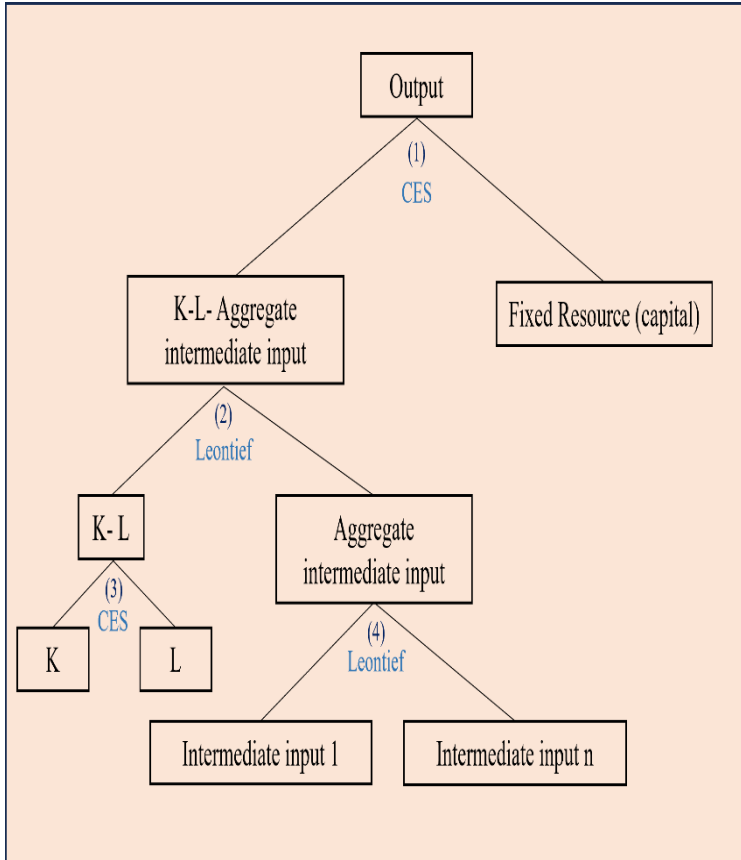 Output
(1)
CES
K-L- Aggregate
intermediate input
Fixed Resource (capital)
(2)
Leontief
K- L
Aggregate
intermediate input
(3)
CES
K
L
(4)
Leontief
Intermediate input 1
Intermediate input n